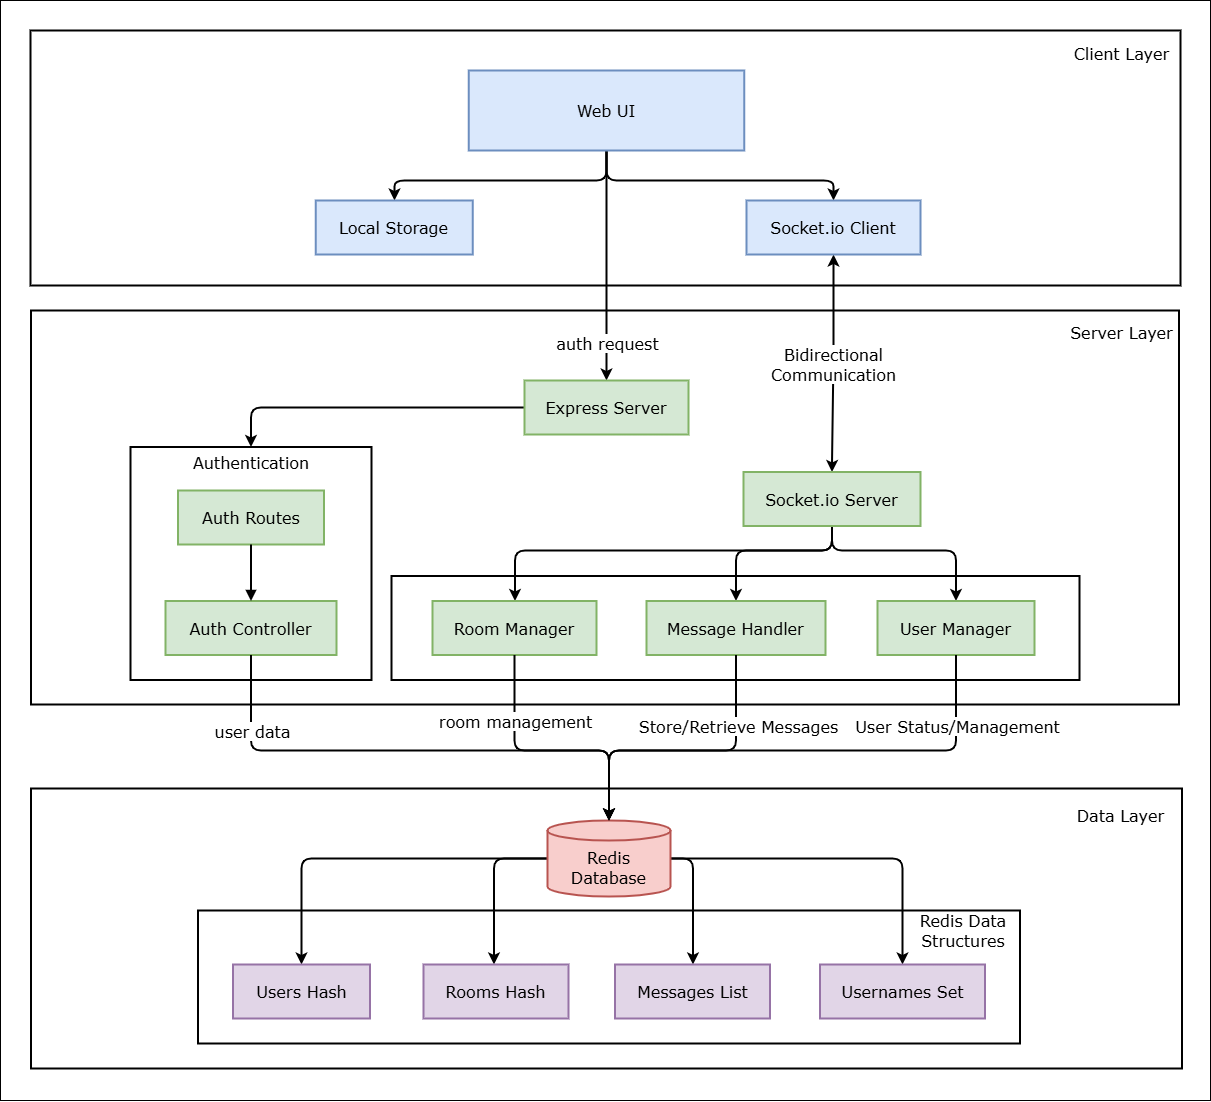 Client Layer
Web UI
Local Storage
Socket.io Client
Server Layer
auth request
Bidirectional
Communication
Express Server
Authentication
Auth Routes
Socket.io Server
Auth Controller
Room Manager
Message Handler
User Manager
user data
room management
Store/Retrieve Messages
User Status/Management
Data Layer
Redis
Database
Redis Data
Structures
Users Hash
Rooms Hash
Messages List
Usernames Set